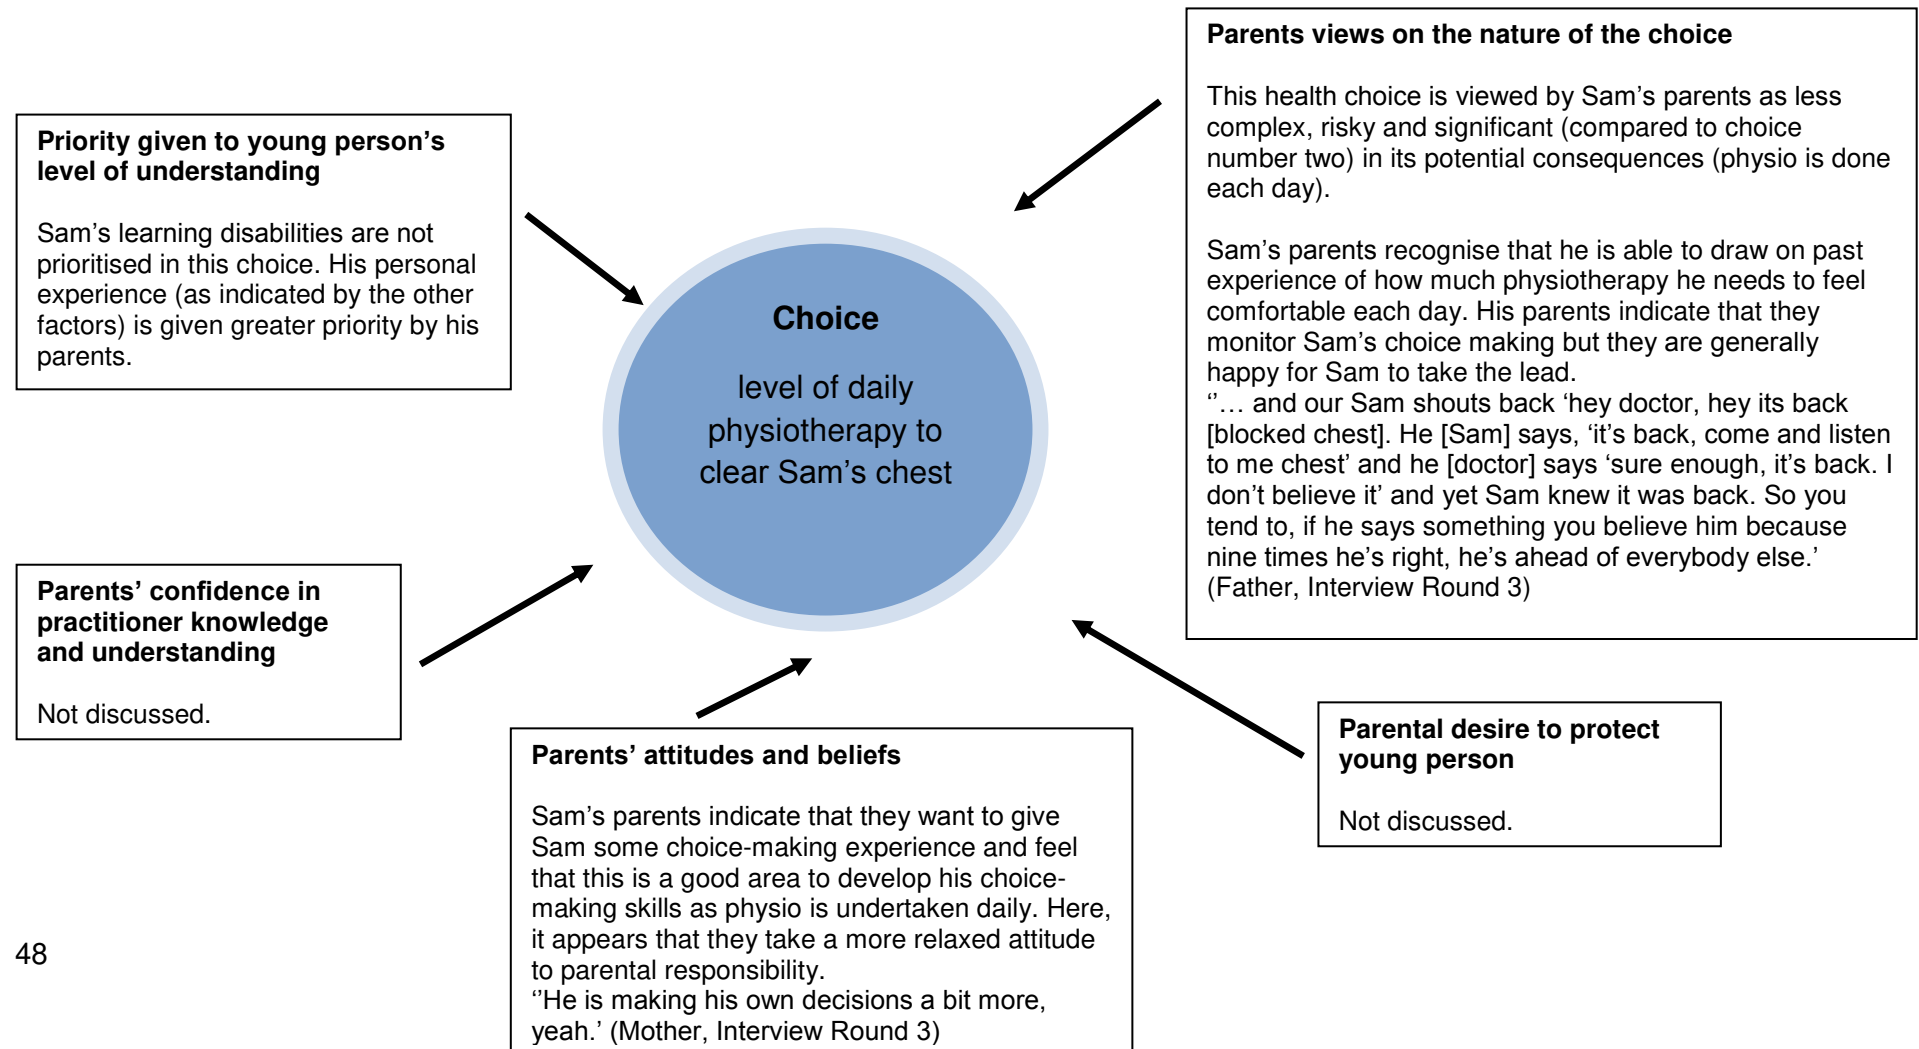 Parents views on the nature of the choice
This health choice is viewed by Sam’s parents as less
complex, risky and significant (compared to choice
number two) in its potential consequences (physio is done
each day).
Sam’s parents recognise that he is able to draw on past
experience of how much physiotherapy he needs to feel
comfortable each day. His parents indicate that they
monitor Sam’s choice making but they are generally
happy for Sam to take the lead.
‘’… and our Sam shouts back ‘hey doctor, hey its back
[blocked chest]. He [Sam] says, ‘it’s back, come and listen
to me chest’ and he [doctor] says ‘sure enough, it’s back. I
don’t believe it’ and yet Sam knew it was back. So you
tend to, if he says something you believe him because
nine times he’s right, he’s ahead of everybody else.’
(Father, Interview Round 3)
Priority given to young person’s
level of understanding
Sam’s learning disabilities are not
prioritised in this choice. His personal
experience (as indicated by the other
factors) is given greater priority by his
parents.
Choice
level of daily
physiotherapy to
clear Sam’s chest
Parents’ confidence in
practitioner knowledge
and understanding
Not discussed.
Parents’ attitudes and beliefs
Sam’s parents indicate that they want to give
Sam some choice-making experience and feel
that this is a good area to develop his choice-
making skills as physio is undertaken daily. Here,
it appears that they take a more relaxed attitude
to parental responsibility.
‘’He is making his own decisions a bit more,
yeah.’ (Mother, Interview Round 3)
Parental desire to protect
young person
Not discussed.
48